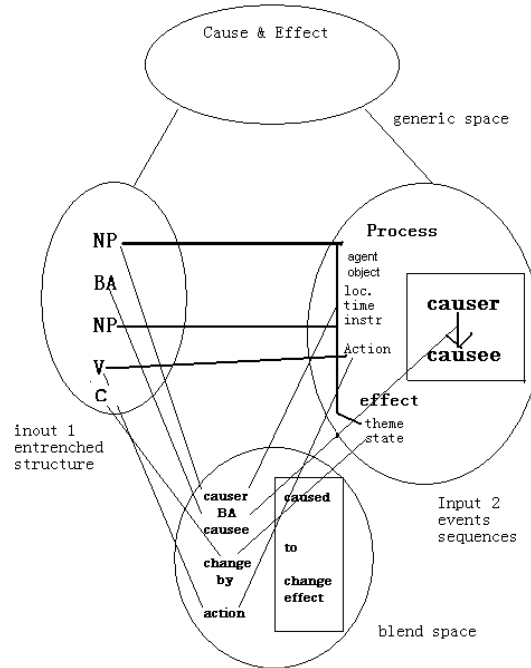 Cause & Effect
generic space
NP
BA
NP
V
C
inout 1
entrenched
structure
Process
agent
object
loc.
time
instr
Action
causer
causee
effect
theme
state
Input 2
events
sequences
causer
BA
causee
change
by
action
caused
to
change
effect
blend space